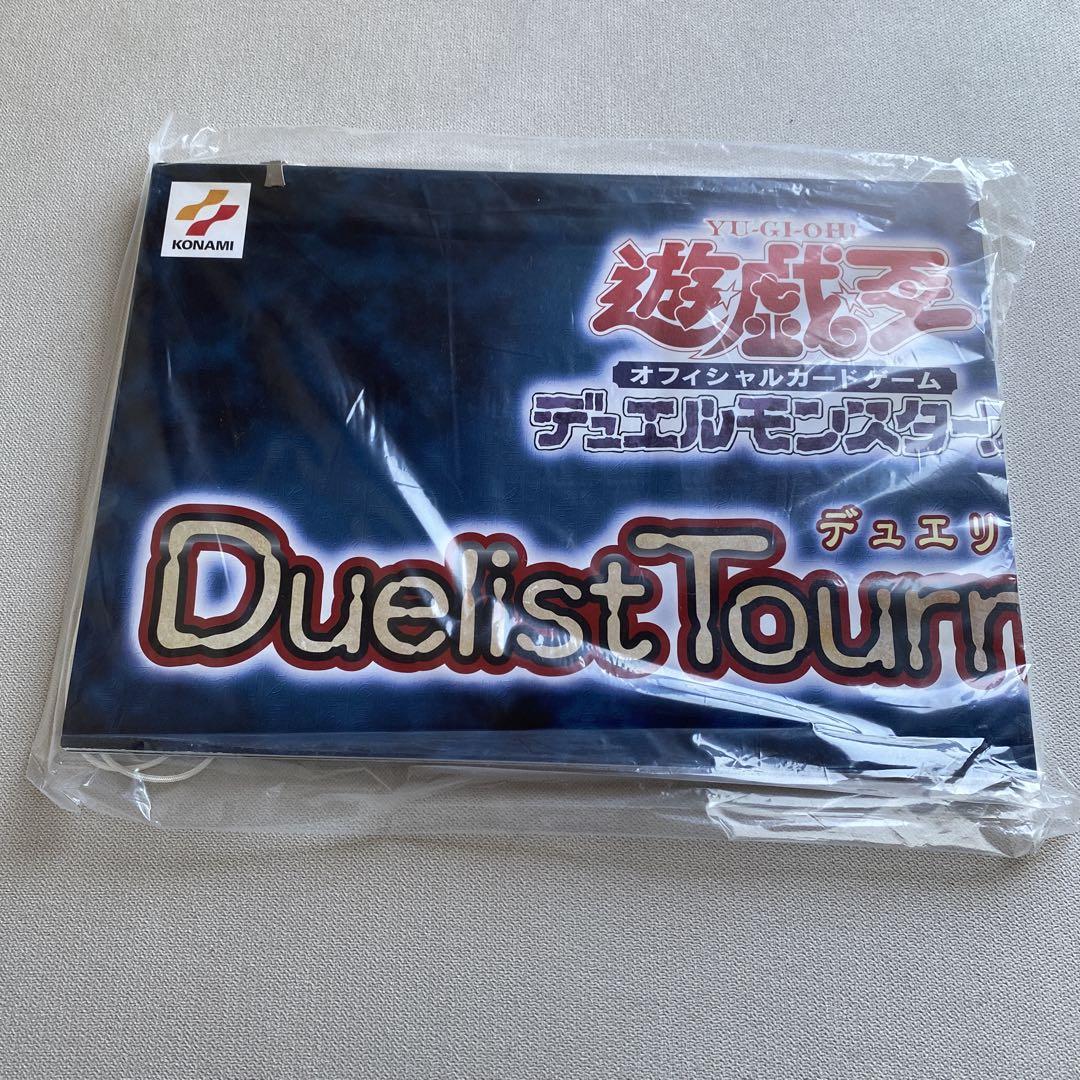 KONAMI
YU-GI-OH!
遊戯王
オフィシャルカードゲーム
デュエルモンスター
デュエリ
Duelist Tourn